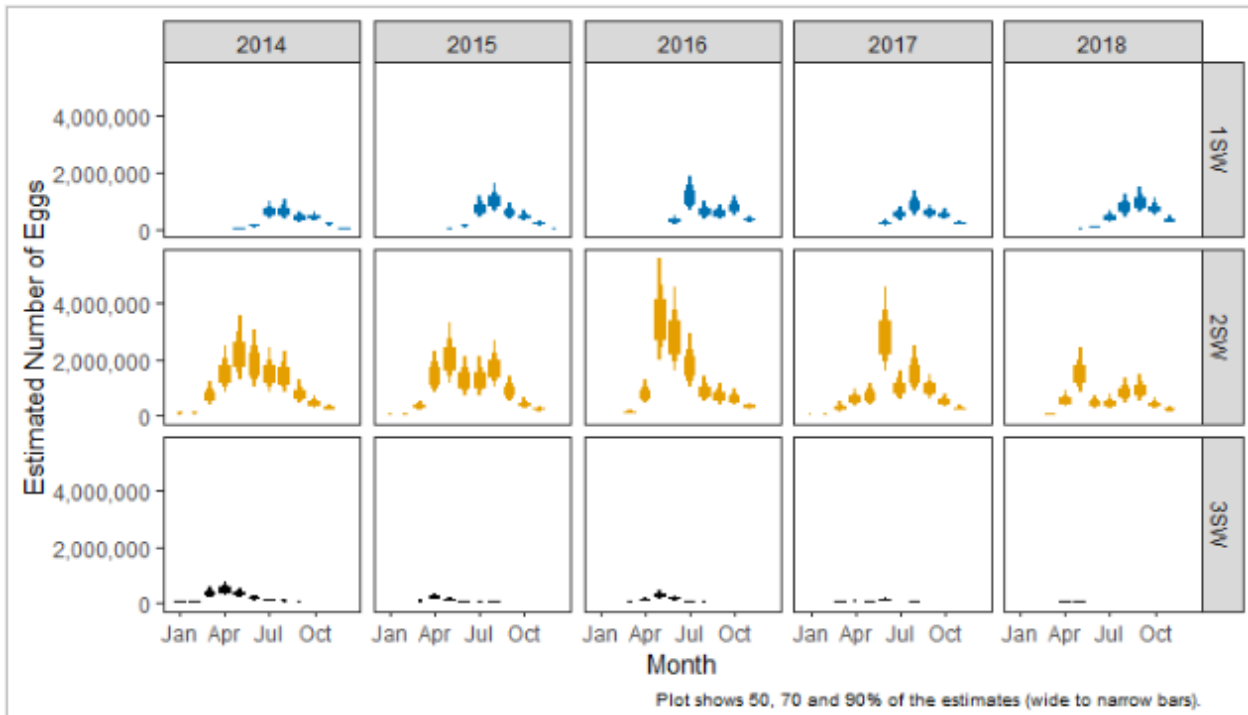 2014 2015 2016 2017 2018
4,000,000
2,000,000
0
1SW
Estimated Number of Eggs
4,000,000
2,000,000
0
2SW
4,000,000
2,000,000
0
3SW
Jan Apr Jul Oct Jan Apr Jul Oct Jan Apr Jul Oct Jan Apr Jul Oct Jan Apr Jul Oct
Month
Plot shows 50, 70 and 90% of the estimates (wide to narrow bars).